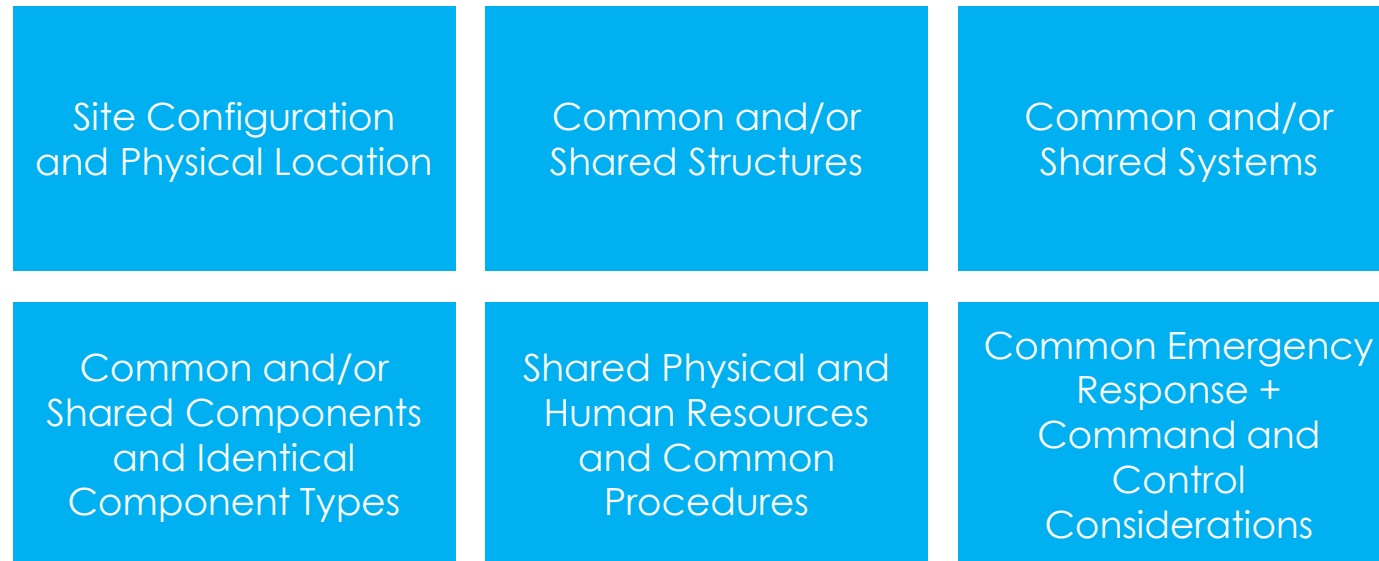 Site Configuration
and Physical Location
Common and/or
Shared Structures
Common and/or
Shared Systems
Common and/or
Shared Components
and Identical
Component Types
Shared Physical and
Human Resources
and Common
Procedures
Common Emergency
Response +
Command and
Control
Considerations